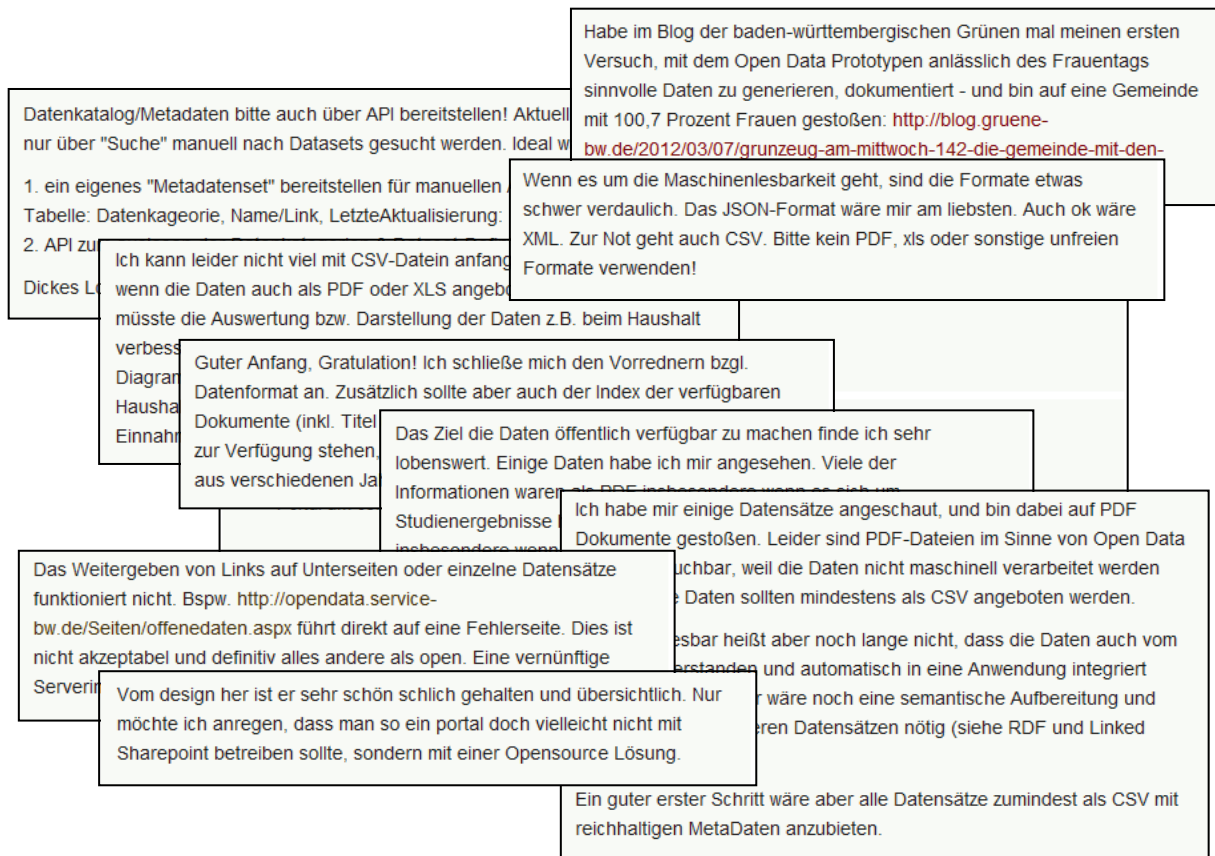 Habe im Blog der baden-württembergischen Grünen mal meinen ersten
Versuch, mit dem Open Data Prototypen anlässlich des Frauentags
sinnvolle Daten zu generieren, dokumentiert - und bin auf eine Gemeinde
mit 100,7 Prozent Frauen gestoßen: http://blog.gruene-
bw.de/2012/03/07/grunzeug-am-mittwoch-142-die-gemeinde-mit-den-
Datenkatalog/Metadaten bitte auch über API bereitstellen! Aktuell
nur über "Suche" manuell nach Datasets gesucht werden. Ideal w
1. ein eigenes "Metadatenset" bereitstellen für manuellen
Tabelle: Datenkageorie, Name/Link, LetzteAktualisierung:
2. API zur
Dickes Lo
Wenn es um die Maschinenlesbarkeit geht, sind die Formate etwas
schwer verdaulich. Das JSON-Format wäre mir am liebsten. Auch ok wäre
XML. Zur Not geht auch CSV. Bitte kein PDF, xls oder sonstige unfreien
Formate verwenden!
Ich kann leider nicht viel mit CSV-Datein anfang
wenn die Daten auch als PDF oder XLS angebo
müsste die Auswertung bzw. Darstellung der Daten z.B. beim Haushalt
verbess
Diagram
Hausha
Einnahm
Guter Anfang, Gratulation! Ich schließe mich den Vorrednern bzgl.
Datenformat an. Zusätzlich sollte aber auch der Index der verfügbaren
Dokumente (inkl. Titel
zur Verfügung stehen,
aus verschiedenen Ja
Das Ziel die Daten öffentlich verfügbar zu machen finde ich sehr
lobenswert. Einige Daten habe ich mir angesehen. Viele der
Informationen waren als PDF insbesondere wenn es sich um
Studienergebnisse
insbesondere wenn
Ich habe mir einige Datensätze angeschaut, und bin dabei auf PDF
Dokumente gestoßen. Leider sind PDF-Dateien im Sinne von Open Data
uchbar, weil die Daten nicht maschinell verarbeitet werden
e Daten sollten mindestens als CSV angeboten werden.
esbar heißt aber noch lange nicht, dass die Daten auch vom
erstanden und automatisch in eine Anwendung integriert
r wäre noch eine semantische Aufbereitung und
eren Datensätzen nötig (siehe RDF und Linked
Ein guter erster Schritt wäre aber alle Datensätze zumindest als CSV mit
reichhaltigen MetaDaten anzubieten.
Das Weitergeben von Links auf Unterseiten oder einzelne Datensätze
funktioniert nicht. Bspw. http://opendata.service-
bw.de/Seiten/offenedaten.aspx führt direkt auf eine Fehlerseite. Dies ist
nicht akzeptabel und definitiv alles andere als open. Eine vernünftige
Serverin
Vom design her ist er sehr schön schlich gehalten und übersichtlich. Nur
möchte ich anregen, dass man so ein portal doch vielleicht nicht mit
Sharepoint betreiben sollte, sondern mit einer Opensource Lösung.